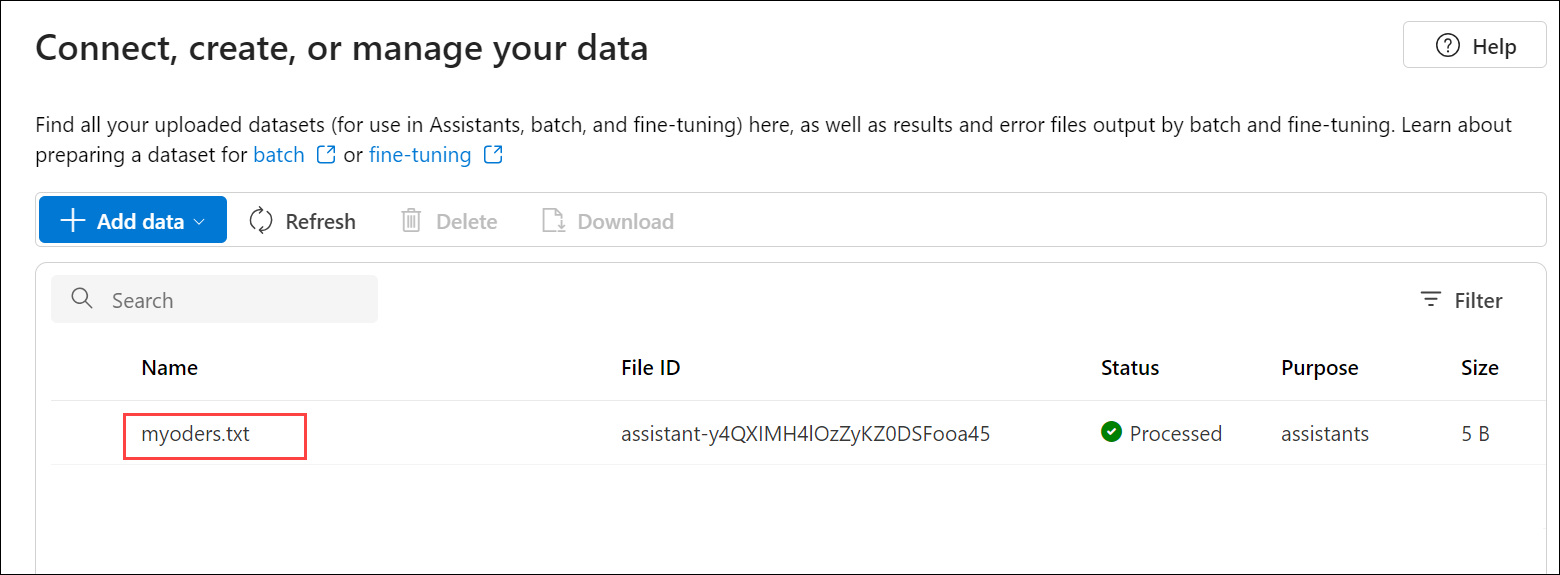 Connect, create, or manage your data
Help
Find all your uploaded datasets (for use in Assistants, batch, and fine-tuning) here, as well as results and error files output by batch and fine-tuning. Learn about
preparing a dataset for batch or fine-tuning
Add data
Refresh
Delete
Download
Search
Filter
Name File ID Status Purpose Size
myoders.txt assistant-y4QXIMH4lOzZyKZ0DSFooa45 Processed assistants 5 B